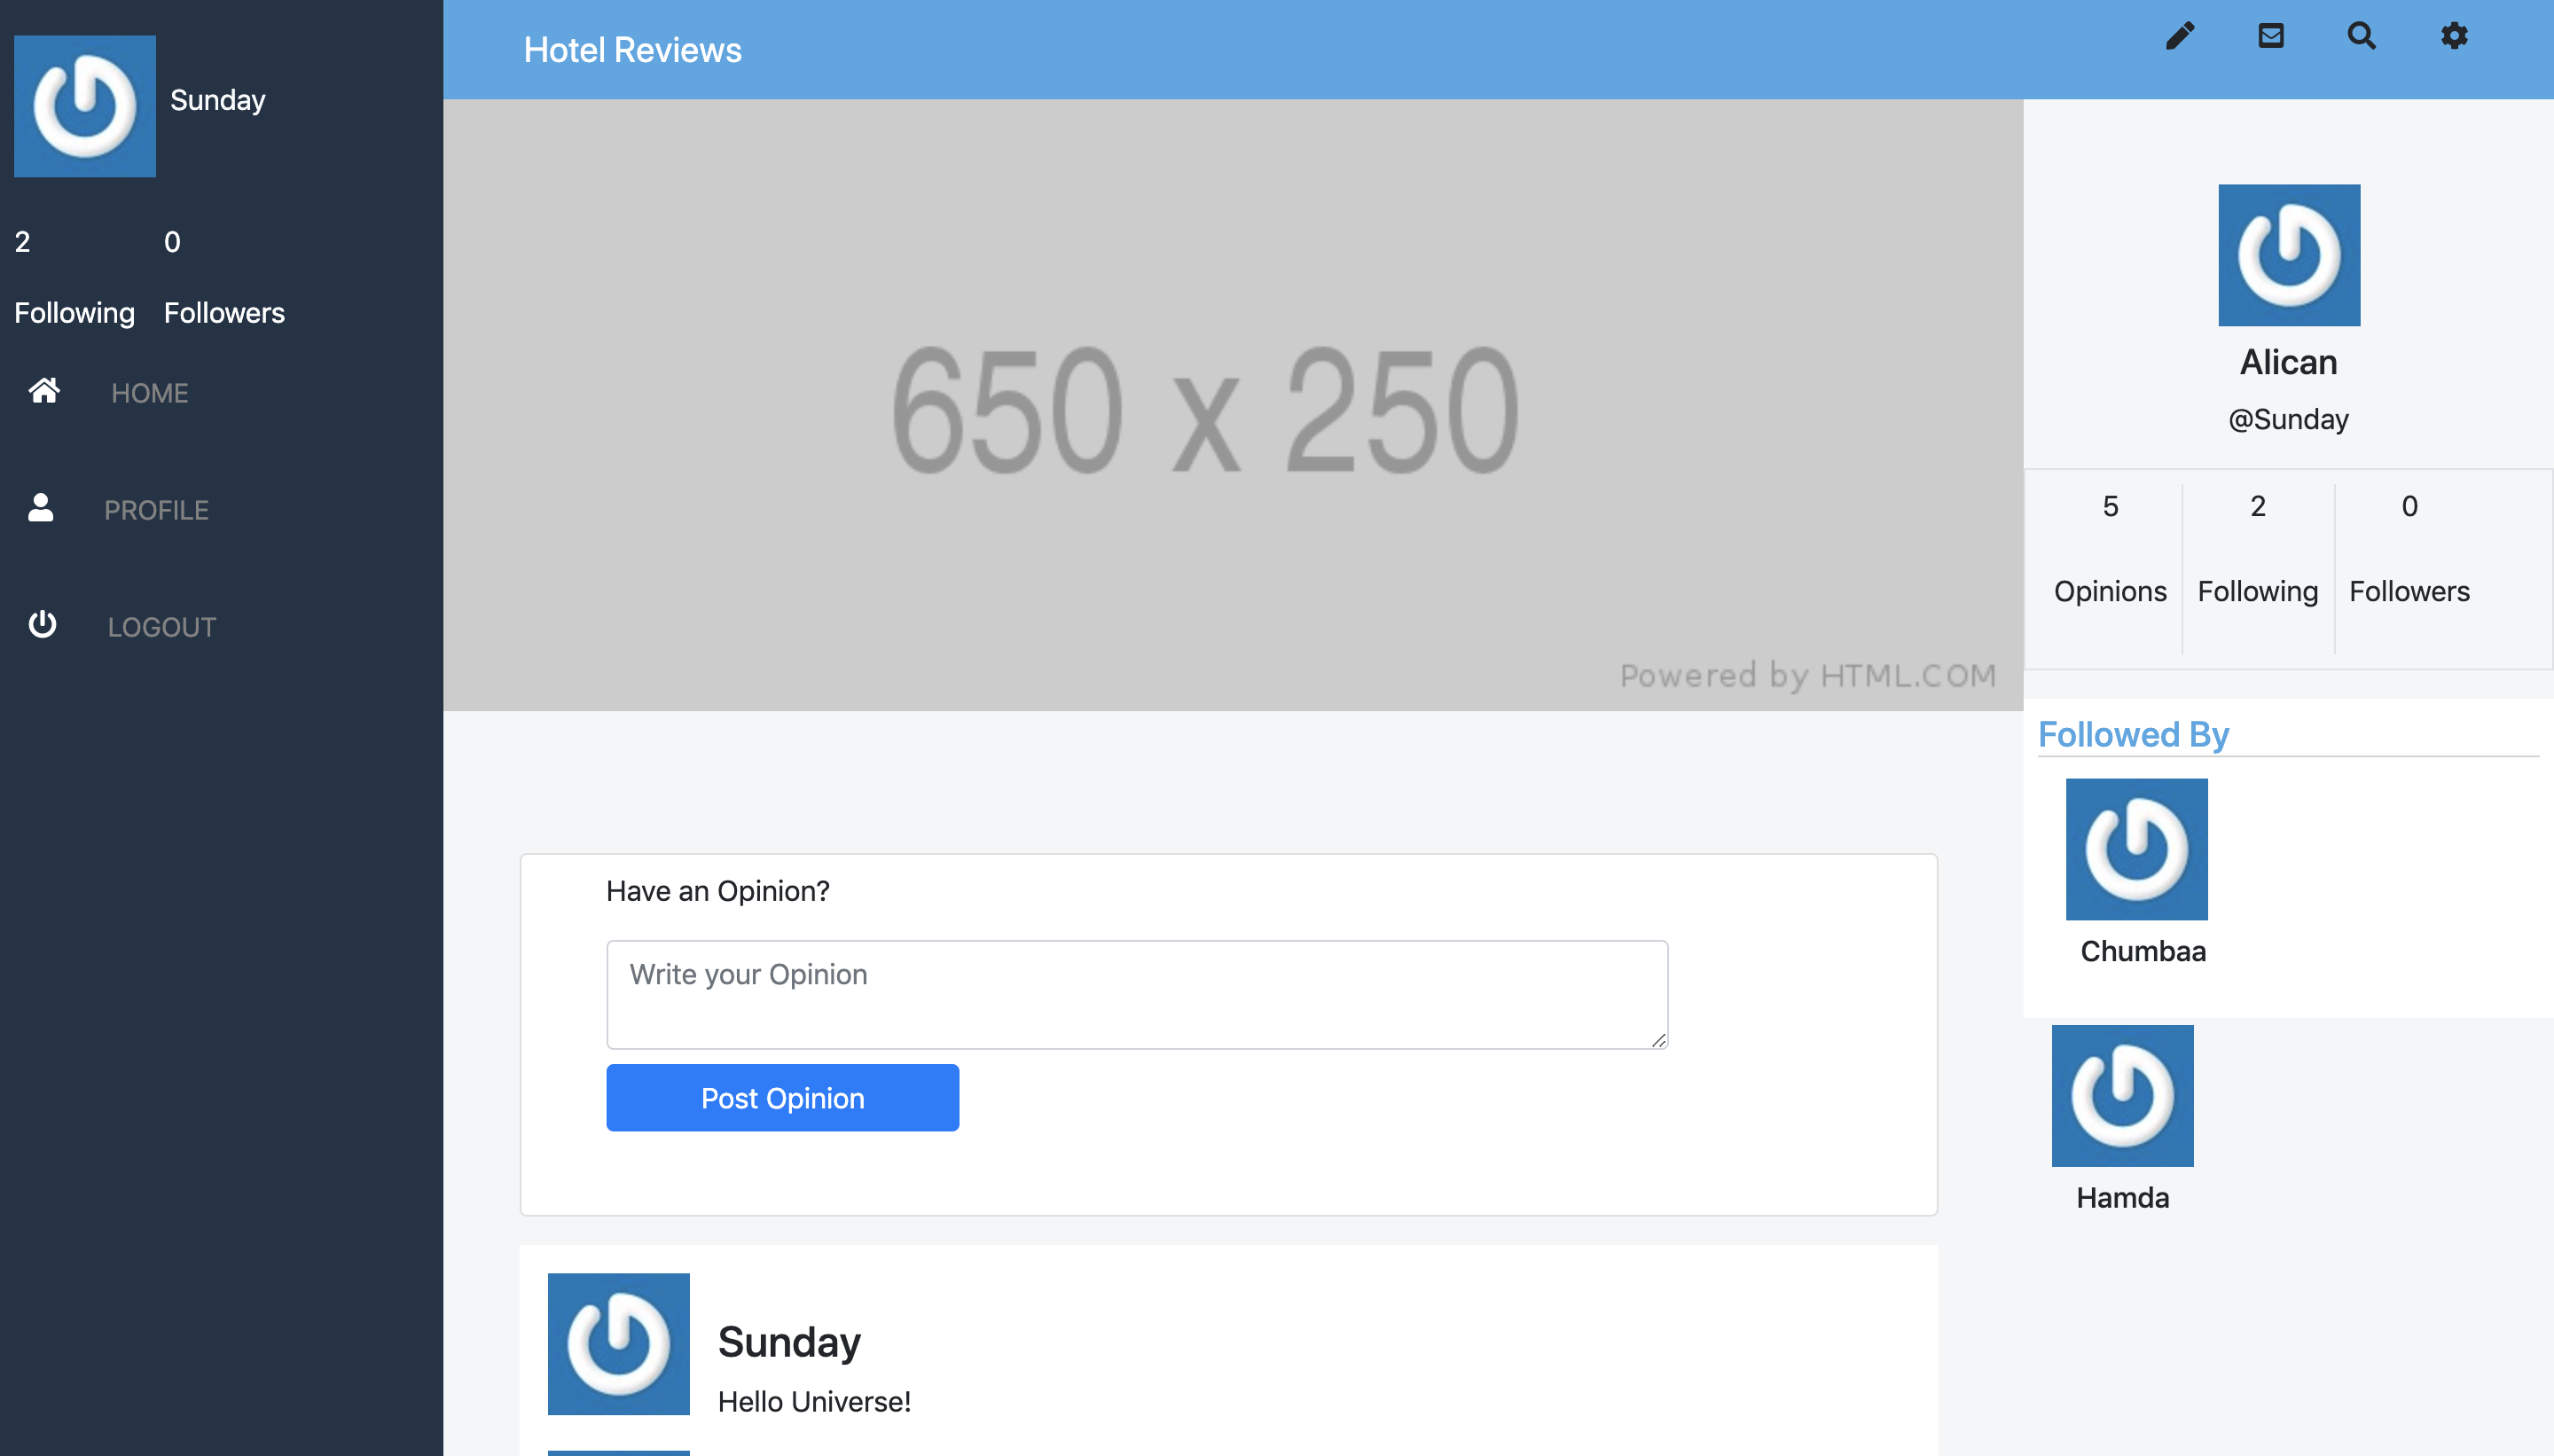 Sunday
2 0
Following Followers
HOME
PROFILE
LOGOUT
Hotel Reviews
650 x 250
Powered by HTML.COM
Have an Opinion?
Write your Opinion
Post Opinion
Sunday
Hello Universe!
Alican
@Sunday
5 2 0
Opinions Following Followers
Followed By
Chumbaa
Hamda